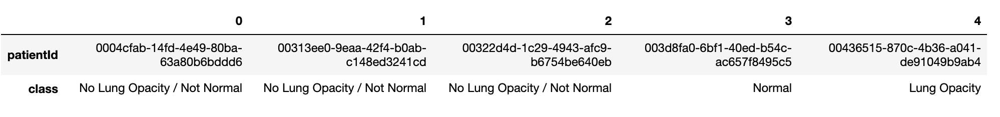 0 1 2 3 4
patientId 0004cfab-14fd-4e49-80ba- 00313ee0-9eaa-42f4-b0ab- 00322d4d-1c29-4943-afc9- 003d8fa0-6bf1-40ed-b54c- 00436515-870c-4b36-a041-
63a80b6bddd6 c148ed3241cd b6754be640eb ac657f8495c5 de91049b9ab4
class No Lung Opacity / Not Normal No Lung Opacity / Not Normal No Lung Opacity / Not Normal Normal Lung Opacity